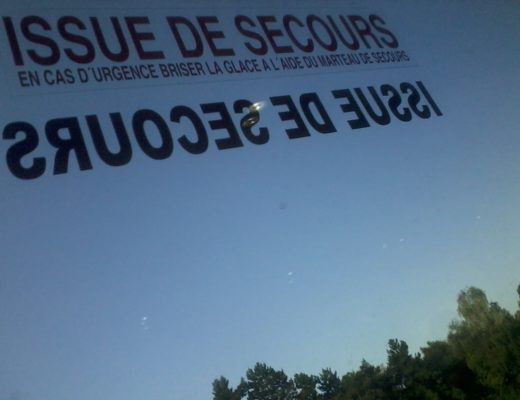 ISSUE DE SECOURS
EN CAS D'URGENCE BRISER LA GLACE A L'AIDE DU MARTEAU DE SECOURS
ISSUE DE SECOURS